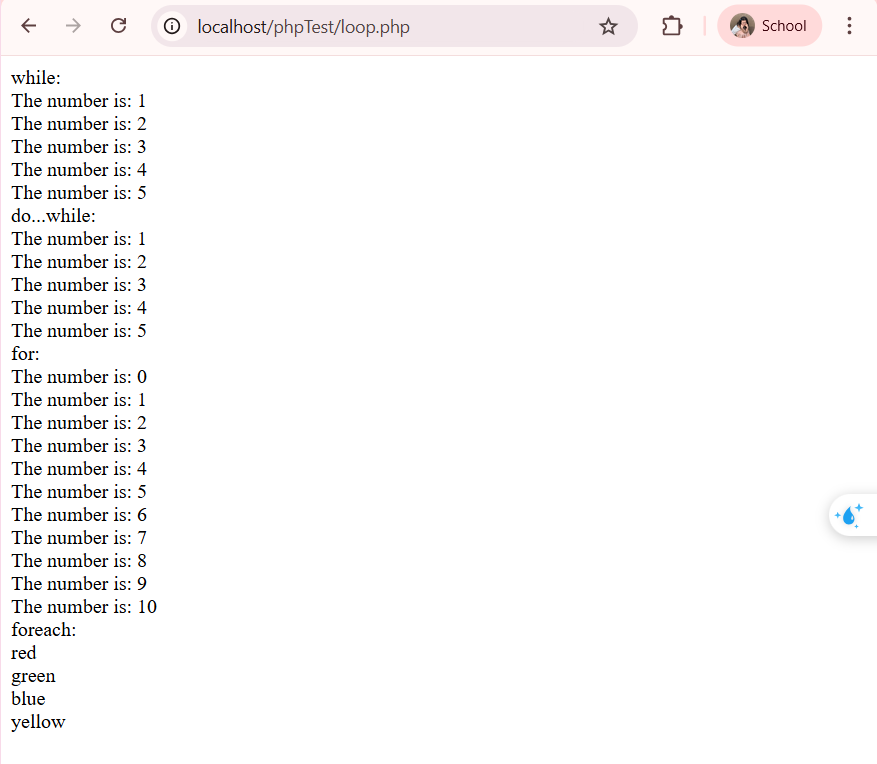 localhost/phpTest/loop.php
School
while:
The number is: 1
The number is: 2
The number is: 3
The number is: 4
The number is: 5
do...while:
The number is: 1
The number is: 2
The number is: 3
The number is: 4
The number is: 5
for:
The number is: 0
The number is: 1
The number is: 2
The number is: 3
The number is: 4
The number is: 5
The number is: 6
The number is: 7
The number is: 8
The number is: 9
The number is: 10
foreach:
red
green
blue
yellow